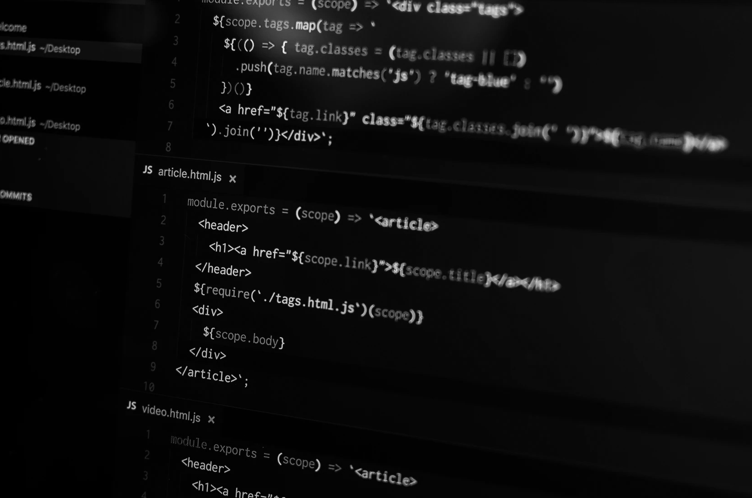 elcome
s.html.js ~/Desktop
cle.html.js ~/Desktop
o.html.js ~/Desktop
OPENED
OMMITS
module.exports = (scope) => `<div class="tags">
2 ${scope.tags.map(tag => `
3 ${(() => { tag.classes = (tag.classes || [])
4 .push(tag.name.matches('js') ? 'tag-blue' : '')
5 })()}
6 <a href="${tag.link}" class="${tag.classes.join(' ')}">${tag.name}</a>
7 `).join('')}</div>`;
8
JS article.html.js ×
1 module.exports = (scope) => `<article>
2 <header>
3 <h1><a href="${scope.link}">${scope.title}</a></h1>
4 </header>
5 ${require(`./tags.html.js`)(scope)}
6 <div>
7 ${scope.body}
8 </div>
9 </article>`;
10
JS video.html.js ×
1 module.exports = (scope) => `<article>
2 <header>
3 <h1><a href="${
4